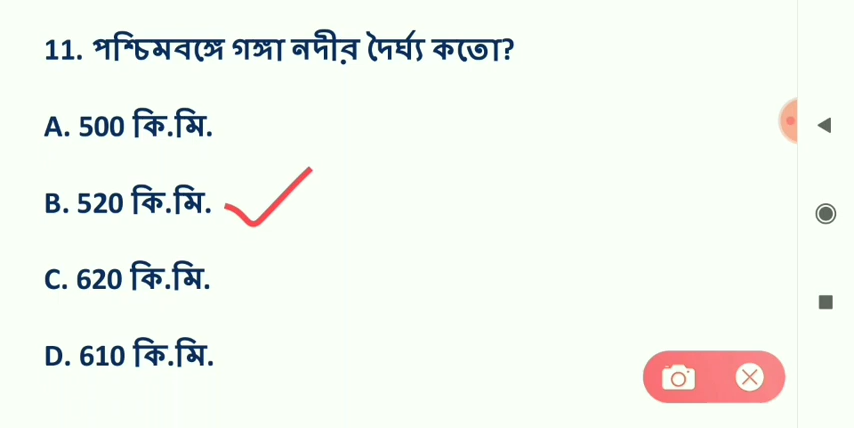 11. পশ্চিমবঙ্গে গঙ্গা নদীর দৈর্ঘ্য কতো?
A. 500 কি.মি.
B. 520 কি.মি.
C. 620 কি.মি.
D. 610 কি.মি.